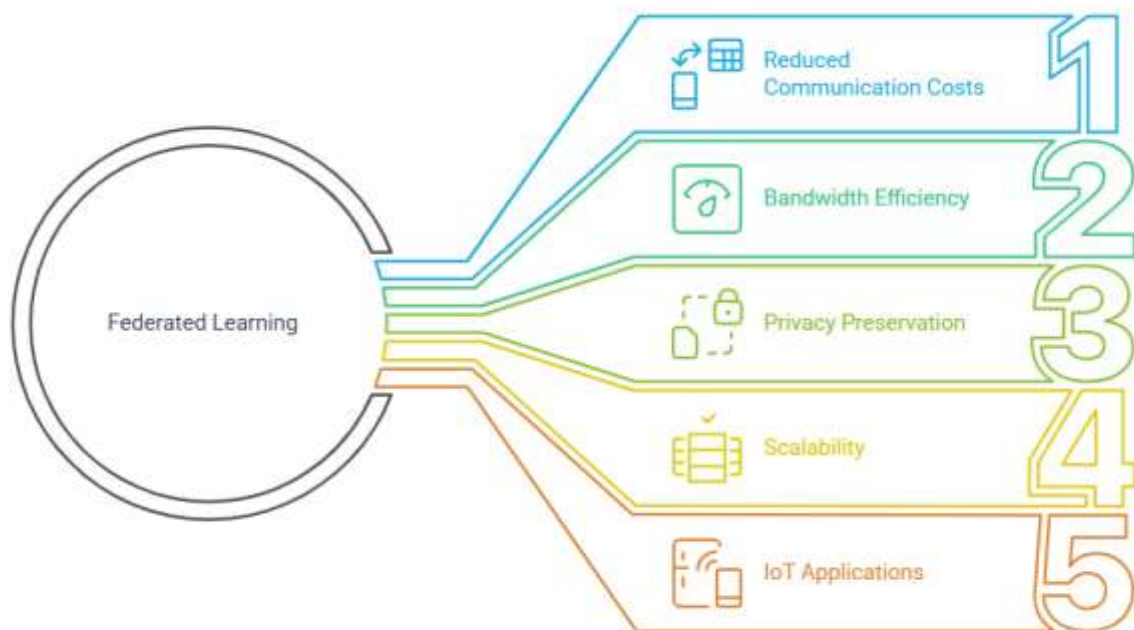 Federated Learning
Reduced
Communication Costs
1
Bandwidth Efficiency
2
Privacy Preservation
3
Scalability
4
IoT Applications
5